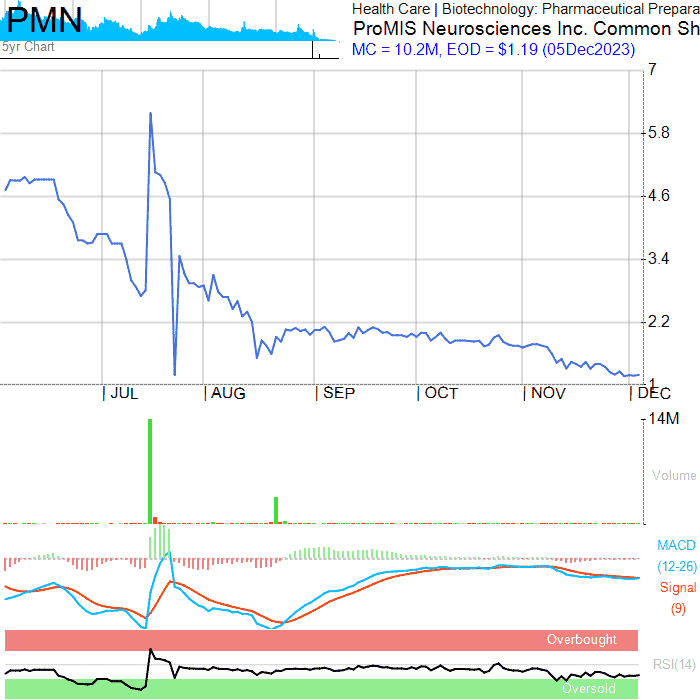 PMN
5yr Chart
Health Care | Biotechnology: Pharmaceutical Prepara
ProMIS Neurosciences Inc. Common Sh
MC = 10.2M, EOD = $1.19 (05Dec2023)
7
5.8
4.6
3.4
2.2
1
JUL
AUG
SEP
OCT
NOV
DEC
14M
Volume
MACD
(12-26)
Signal
(9)
Overbought
RSI(14)
Oversold